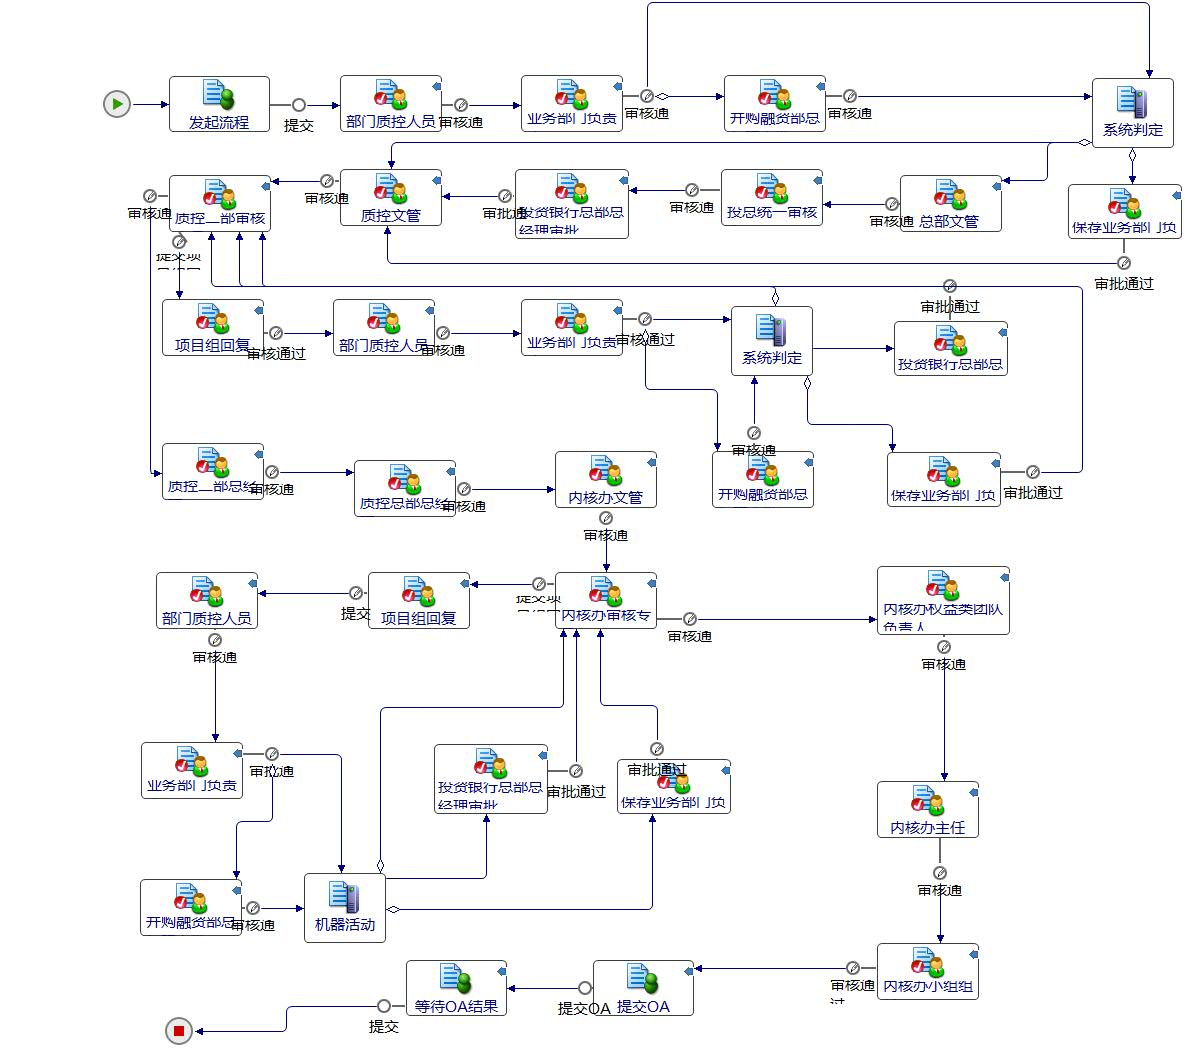 发起流程
提交
部门质控人员
审核通
业务部门负责
审核通
开购融资部总
审核通
系统判定
质控二部审核
审核通
审核通
质控文管
审批通
投资银行总部总
经理审批
审核通
投总统一审核
审核通
总部文管
保存业务部门负
审批通过
提交项
项目组回复
审核通过
部门质控人员
审核通
业务部门负责
审核通过
系统判定
审批通过
投资银行总部总
质控二部总经
审核通
质控总部总经
审核通
内核办文管
审核通
审核通
开购融资部总
保存业务部门负
审批通过
部门质控人员
审核通
提交
项目组回复
提交项
内核办审核专
审核通
内核办权益类团队
负责人
审核通
业务部门负责
审批通
投资银行总部总
经理审批
审批通过
审批通过
保存业务部门负
内核办主任
审核通
开购融资部总
审核通
机器活动
内核办小组组
审核通
过
提交OA
提交OA
等待OA结果
提交